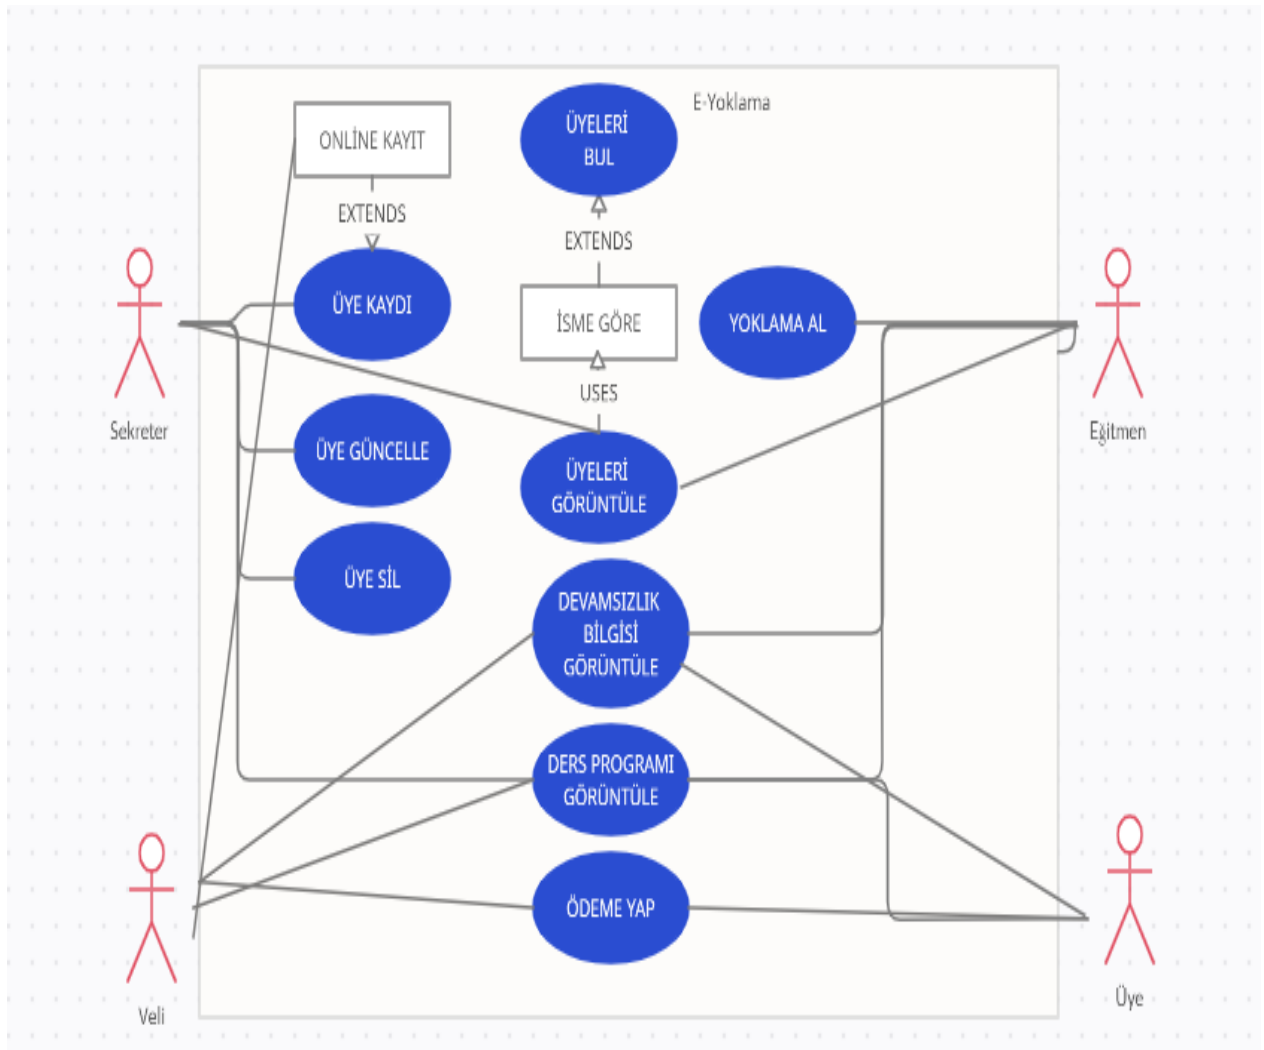 E-Yoklama
ONLİNE KAYIT
ÜYELERİ
BUL
EXTENDS
EXTENDS
ÜYE KAYDI
İSME GÖRE
YOKLAMA AL
USES
Sekreter
Eğitmen
ÜYE GÜNCELLE
ÜYELERİ
GÖRÜNTÜLE
ÜYE SİL
DEVAMSIZLIK
BİLGİSİ
GÖRÜNTÜLE
DERS PROGRAMI
GÖRÜNTÜLE
ÖDEME YAP
Veli
Üye